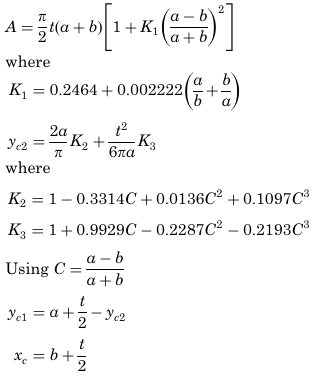 A = \frac{\pi}{2} t(a + b) \left[ 1 + K_1 \left( \frac{a - b}{a + b} \right)^2 \right]
where
K_1 = 0.2464 + 0.002222 \left( \frac{a}{b} + \frac{b}{a} \right)
y_{c2} = \frac{2a}{\pi} K_2 + \frac{t^2}{6\pi a} K_3
where
K_2 = 1 - 0.3314C + 0.0136C^2 + 0.1097C^3
K_3 = 1 + 0.9929C - 0.2287C^2 - 0.2193C^3
Using C = \frac{a - b}{a + b}
y_{c1} = a + \frac{t}{2} - y_{c2}
x_c = b + \frac{t}{2}